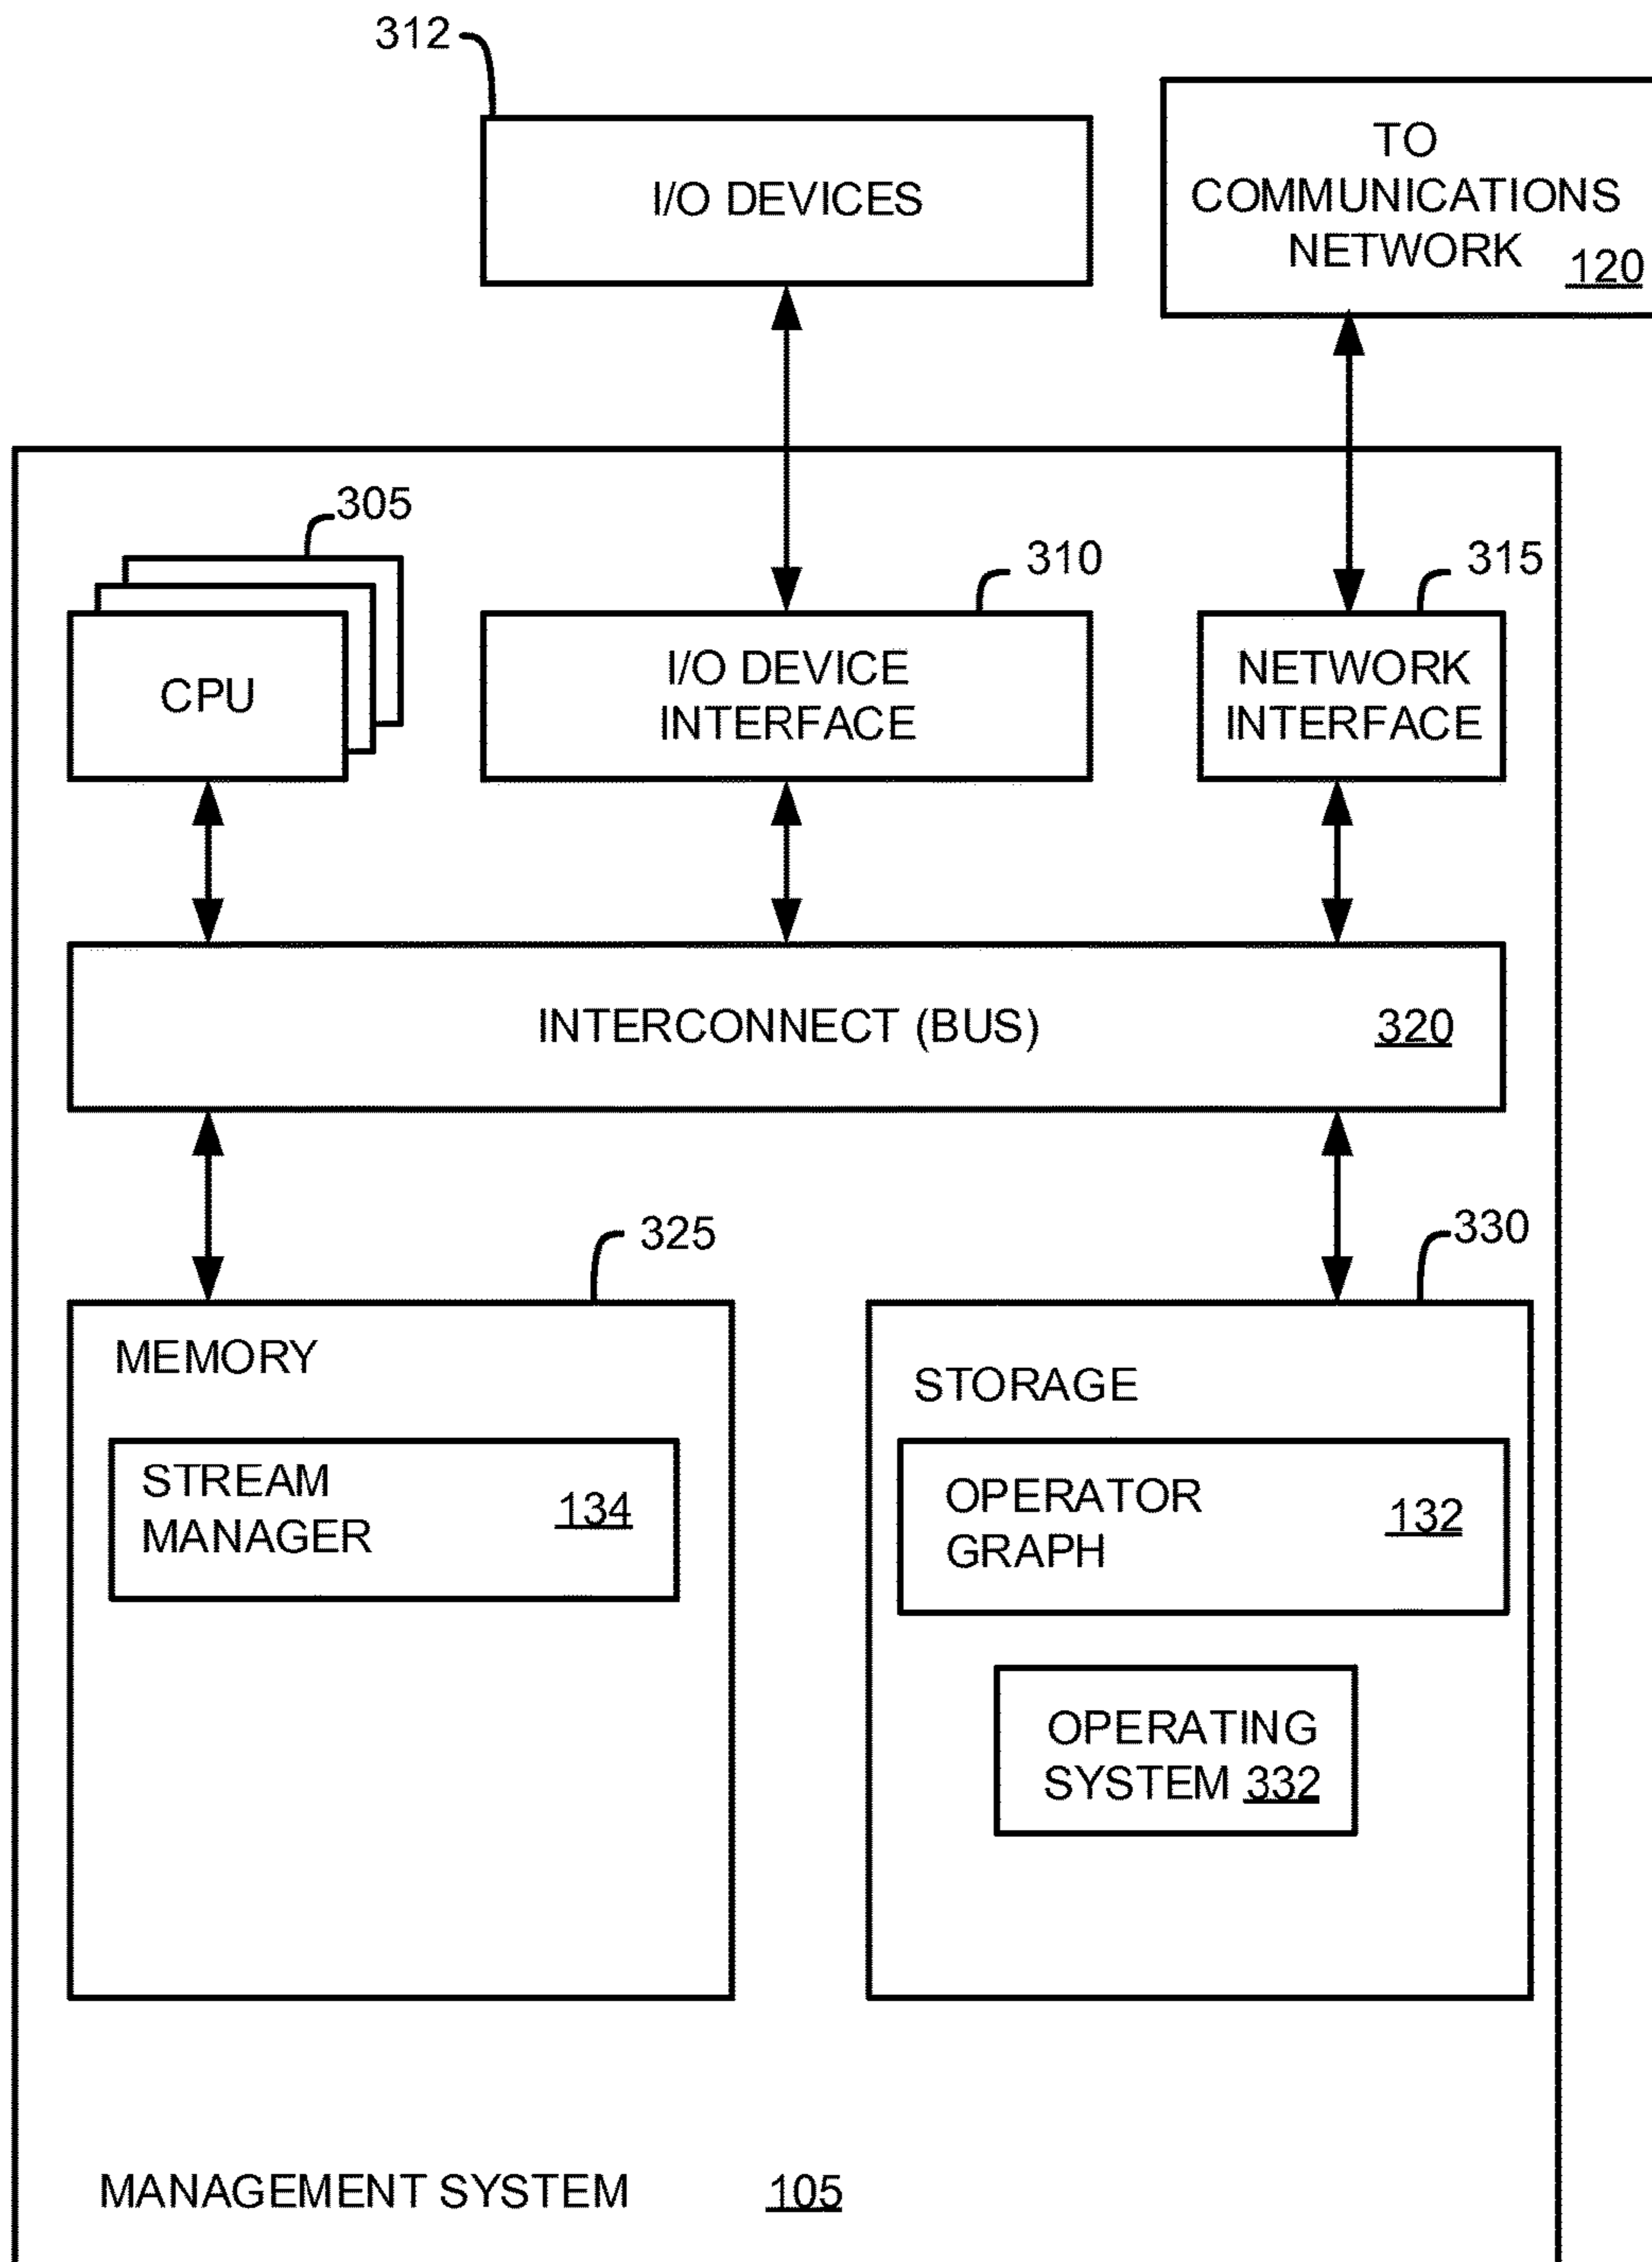 312
I/O DEVICES
TO
COMMUNICATIONS
NETWORK 120
305
310
315
CPU
I/O DEVICE
INTERFACE
NETWORK
INTERFACE
INTERCONNECT (BUS) 320
325
330
MEMORY
STREAM
MANAGER 134
STORAGE
OPERATOR
GRAPH 132
OPERATING
SYSTEM 332
MANAGEMENT SYSTEM 105